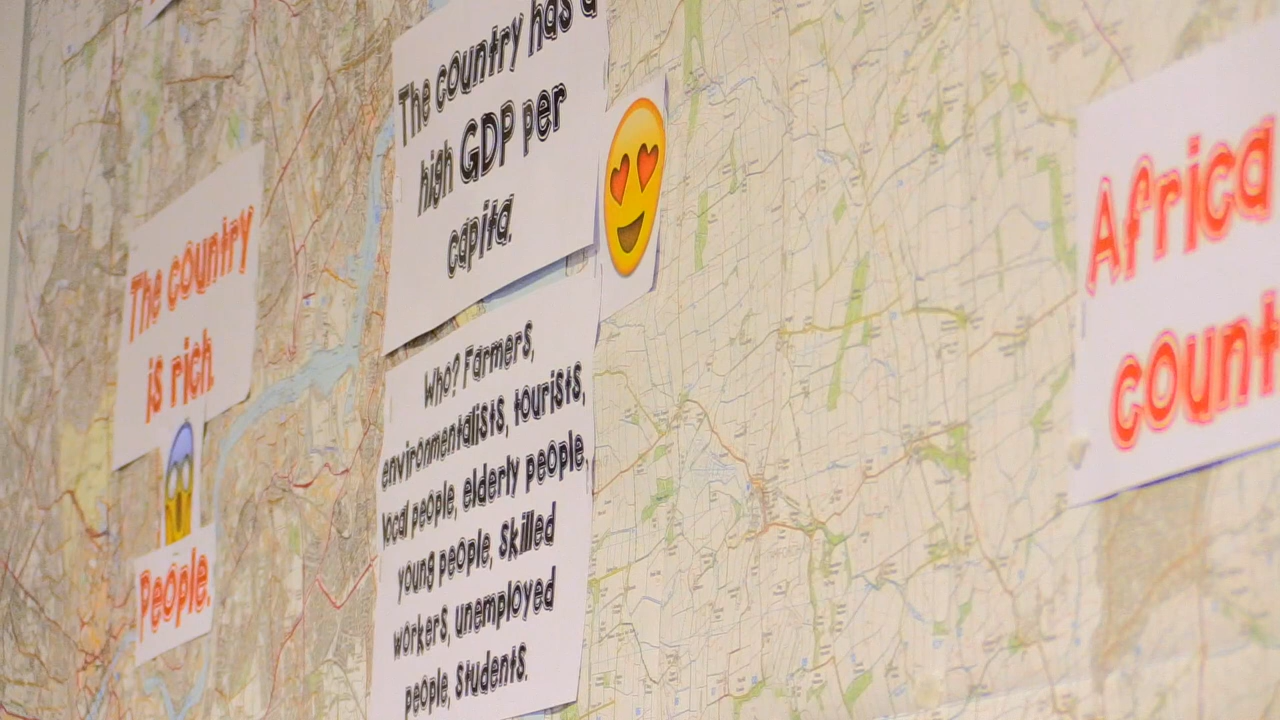 The country
is rich.
People.
The country has a
high GDP per
capita.
Who? Farmers,
environmentalists, tourists,
local people, elderly people,
young people, Skilled
workers, unemployed
people, Students.
Africa
count